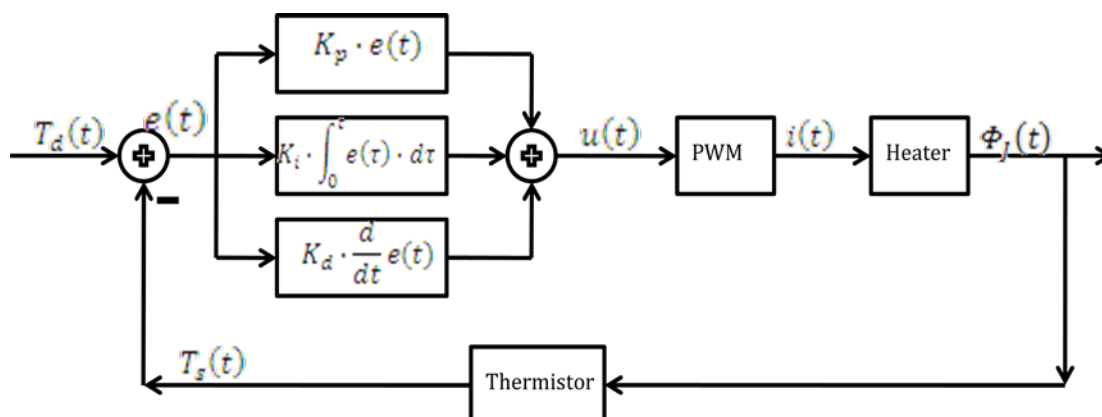 K_p · e(t)
T_d(t)
e(t)
K_i · ∫_0^t e(τ) · dτ
u(t)
PWM
i(t)
Heater
Φ_J(t)
−
K_d · d/dt e(t)
T_s(t)
Thermistor